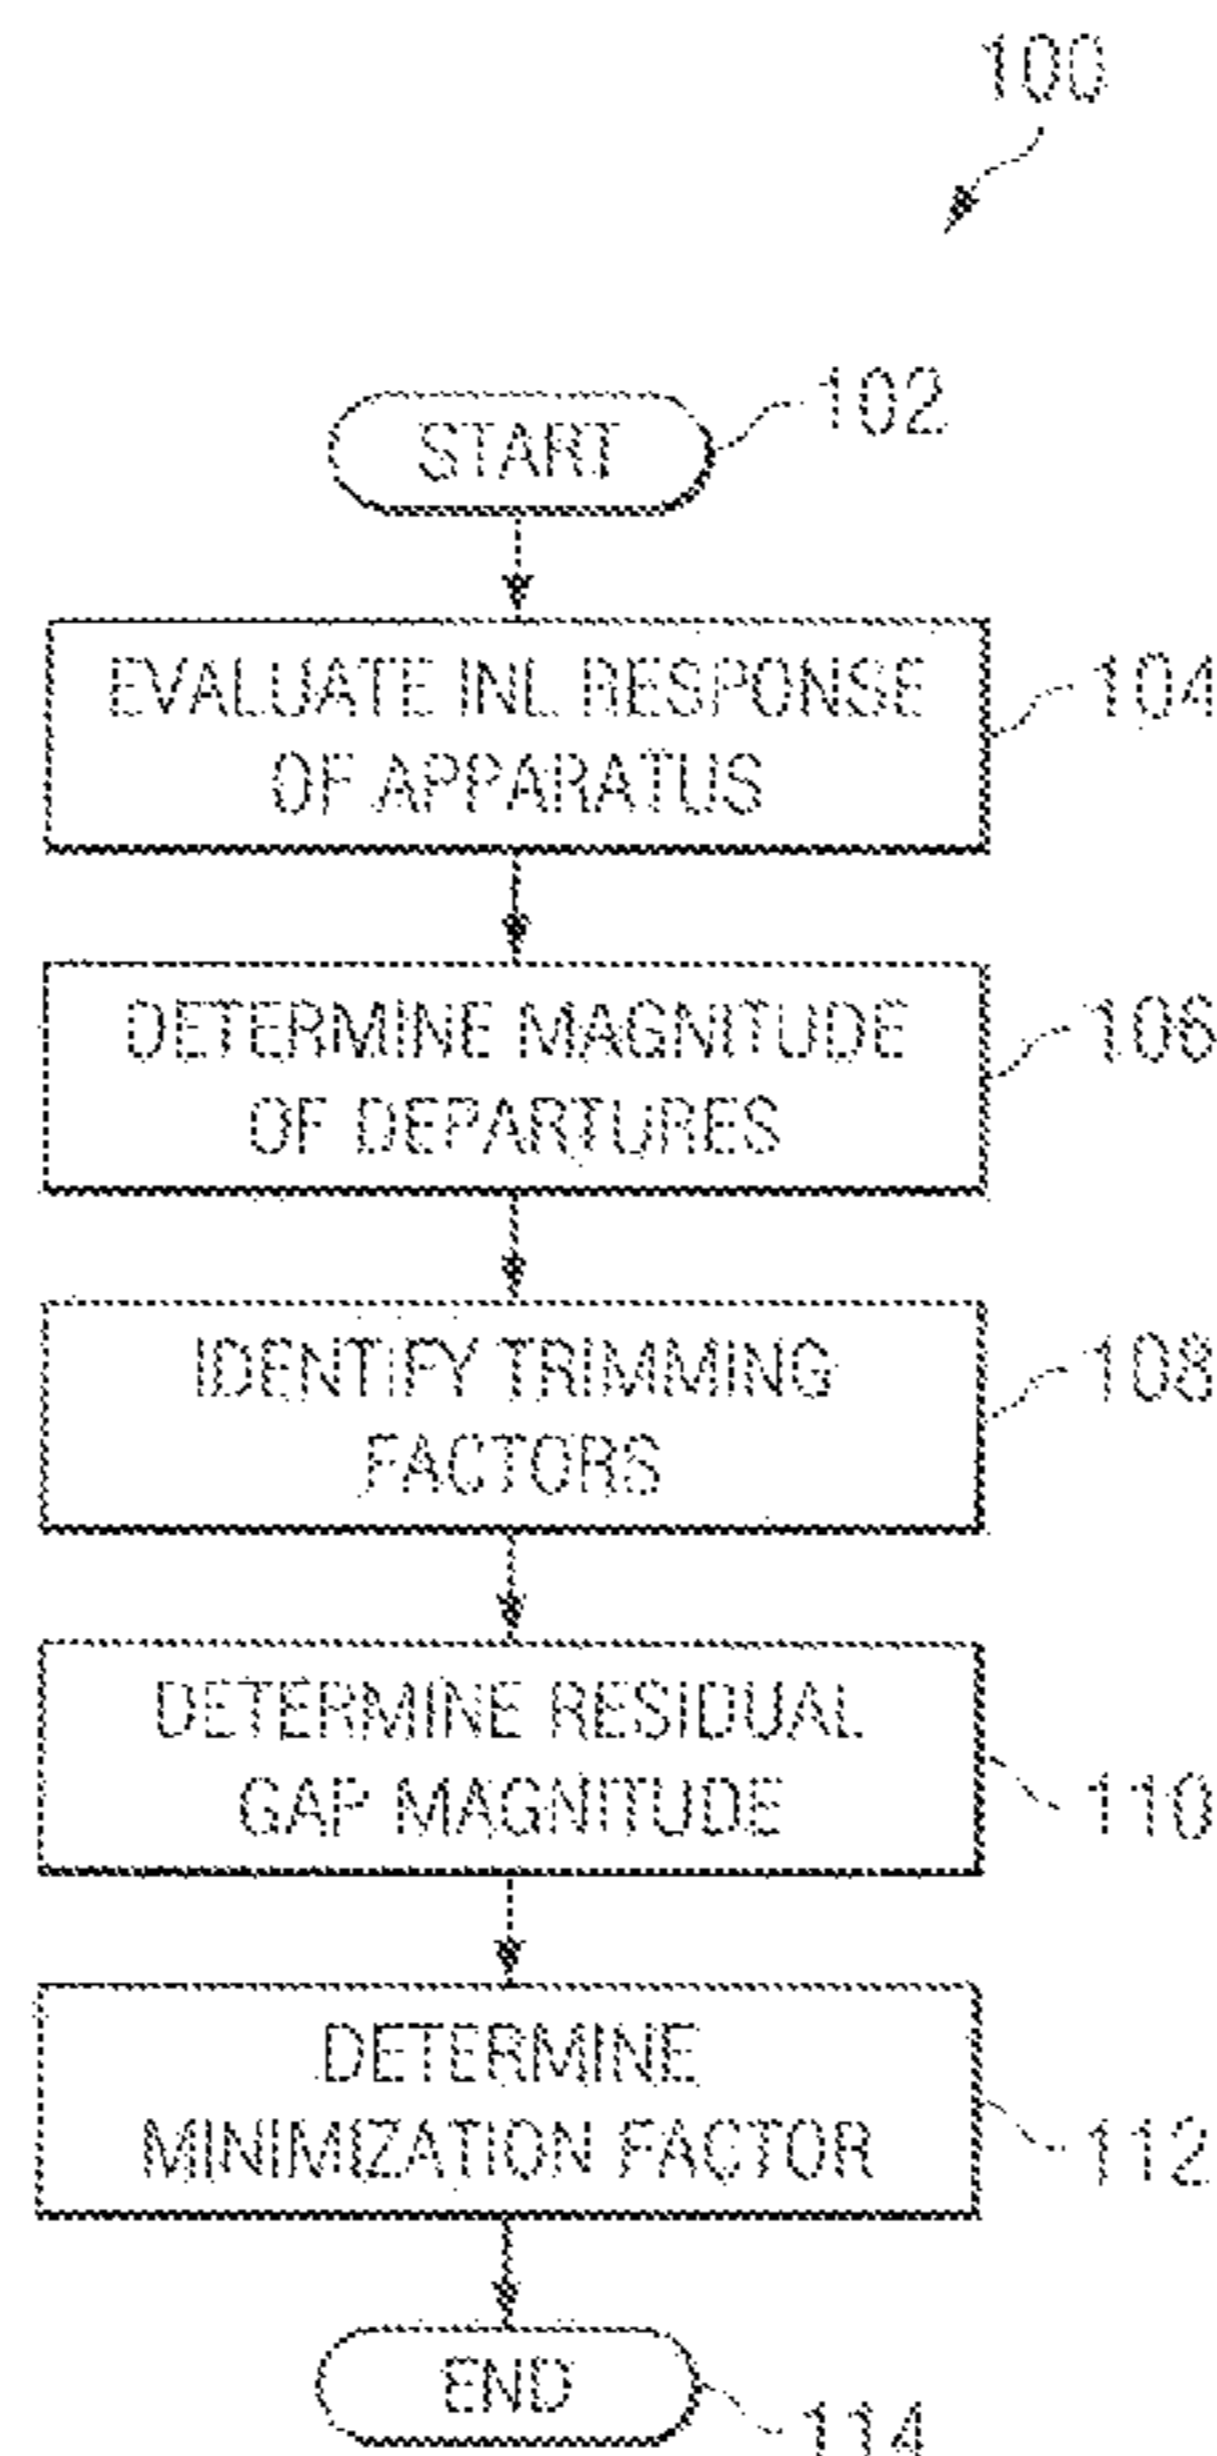 100
START
102
EVALUATE INL RESPONSE
OF APPARATUS
104
DETERMINE MAGNITUDE
OF DEPARTURES
106
IDENTIFY TRIMMING
FACTORS
108
DETERMINE RESIDUAL
GAP MAGNITUDE
110
DETERMINE
MINIMIZATION FACTOR
112
END
114